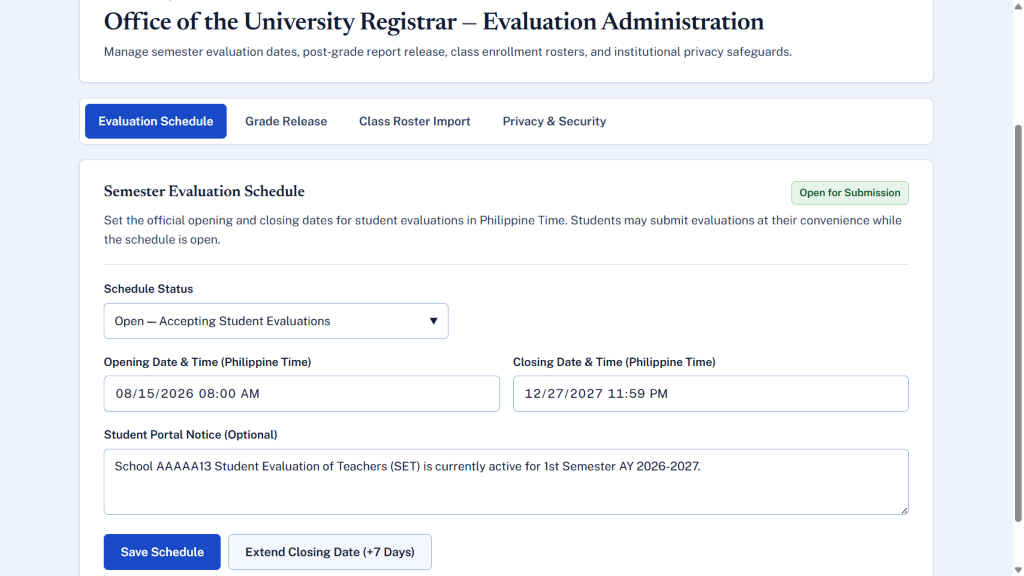 Office of the University Registrar – Evaluation Administration
Manage semester evaluation dates, post-grade report release, class enrollment rosters, and institutional privacy safeguards.
Evaluation Schedule
Grade Release
Class Roster Import
Privacy & Security
Semester Evaluation Schedule
Open for Submission
Set the official opening and closing dates for student evaluations in Philippine Time. Students may submit evaluations at their convenience while
the schedule is open.
Schedule Status
Open — Accepting Student Evaluations
Opening Date & Time (Philippine Time)
Closing Date & Time (Philippine Time)
08/15/2026 08:00 AM
12/27/2027 11:59 PM
Student Portal Notice (Optional)
School AAAAA13 Student Evaluation of Teachers (SET) is currently active for 1st Semester AY 2026-2027.
Save Schedule
Extend Closing Date (+7 Days)